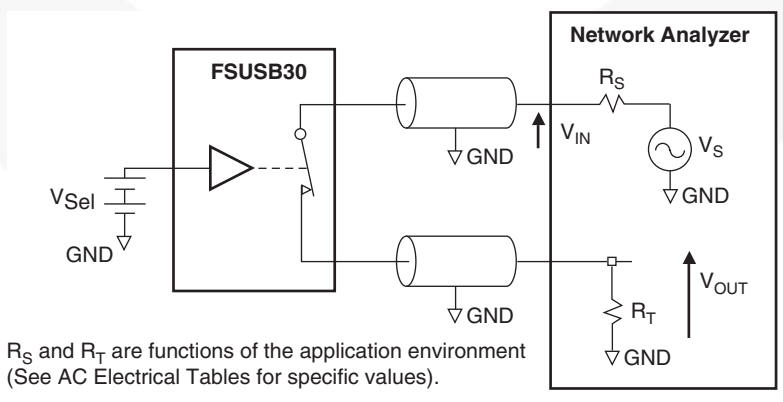 Network Analyzer
FSUSB30
R_S
V_IN
V_S
GND
GND
V_Sel
GND
V_OUT
R_T
GND
GND
R_S and R_T are functions of the application environment
(See AC Electrical Tables for specific values).